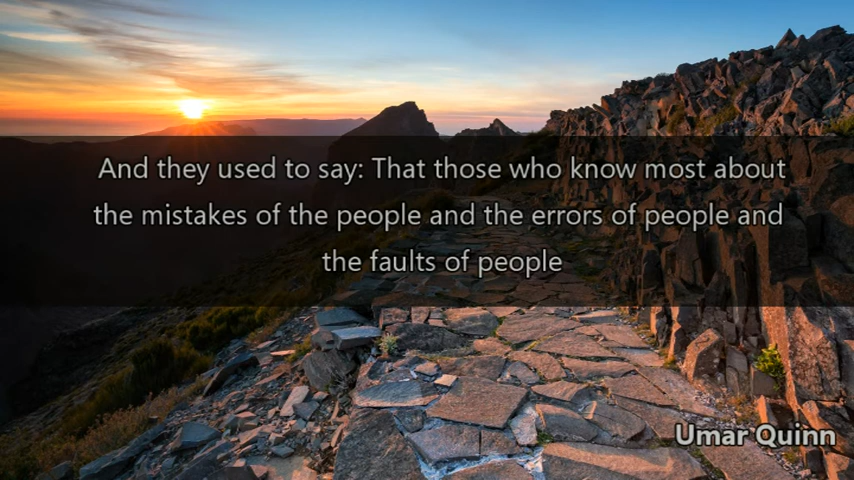 And they used to say: That those who know most about
the mistakes of the people and the errors of people and
the faults of people
Umar Quinn